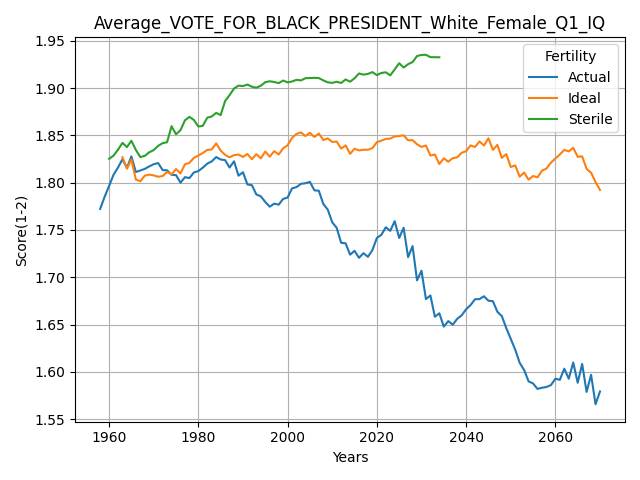 Average_VOTE_FOR_BLACK_PRESIDENT_White_Female_Q1_IQ
Fertility
Actual
Ideal
Sterile
Score(1-2)
1.95
1.90
1.85
1.80
1.75
1.70
1.65
1.60
1.55
1960 1980 2000 2020 2040 2060
Years